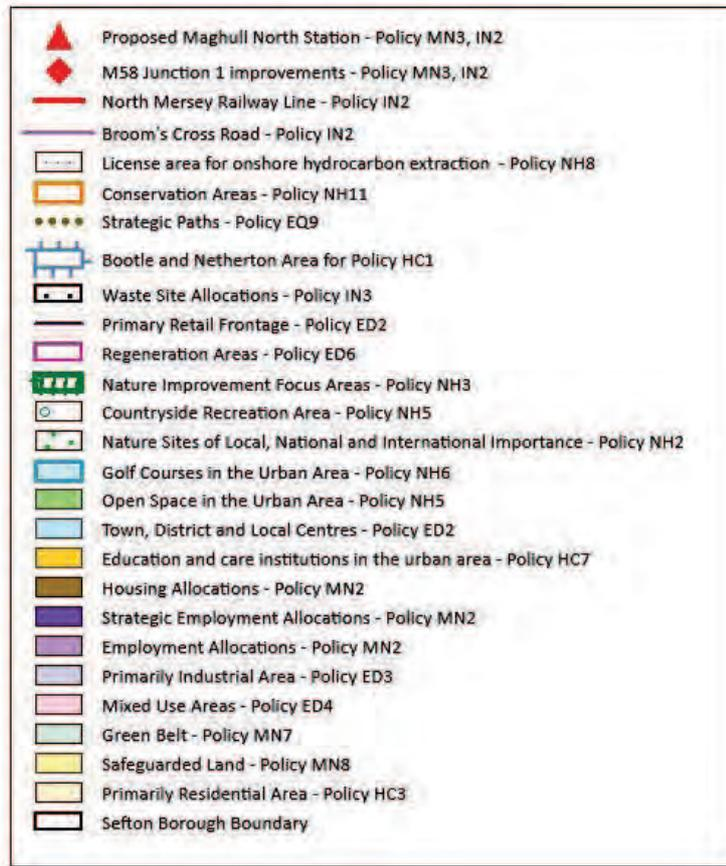 Proposed Maghull North Station - Policy MN3, IN2
M58 Junction 1 improvements - Policy MN3, IN2
North Mersey Railway Line - Policy IN2
Broom's Cross Road - Policy IN2
License area for onshore hydrocarbon extraction - Policy NH8
Conservation Areas - Policy NH11
Strategic Paths - Policy EQ9
Bootle and Netherton Area for Policy HC1
Waste Site Allocations - Policy IN3
Primary Retail Frontage - Policy ED2
Regeneration Areas - Policy ED6
Nature Improvement Focus Areas - Policy NH3
Countryside Recreation Area - Policy NH5
Nature Sites of Local, National and International Importance - Policy NH2
Golf Courses in the Urban Area - Policy NH6
Open Space in the Urban Area - Policy NH5
Town, District and Local Centres - Policy ED2
Education and care institutions in the urban area - Policy HC7
Housing Allocations - Policy MN2
Strategic Employment Allocations - Policy MN2
Employment Allocations - Policy MN2
Primarily Industrial Area - Policy ED3
Mixed Use Areas - Policy ED4
Green Belt - Policy MN7
Safeguarded Land - Policy MN8
Primarily Residential Area - Policy HC3
Sefton Borough Boundary